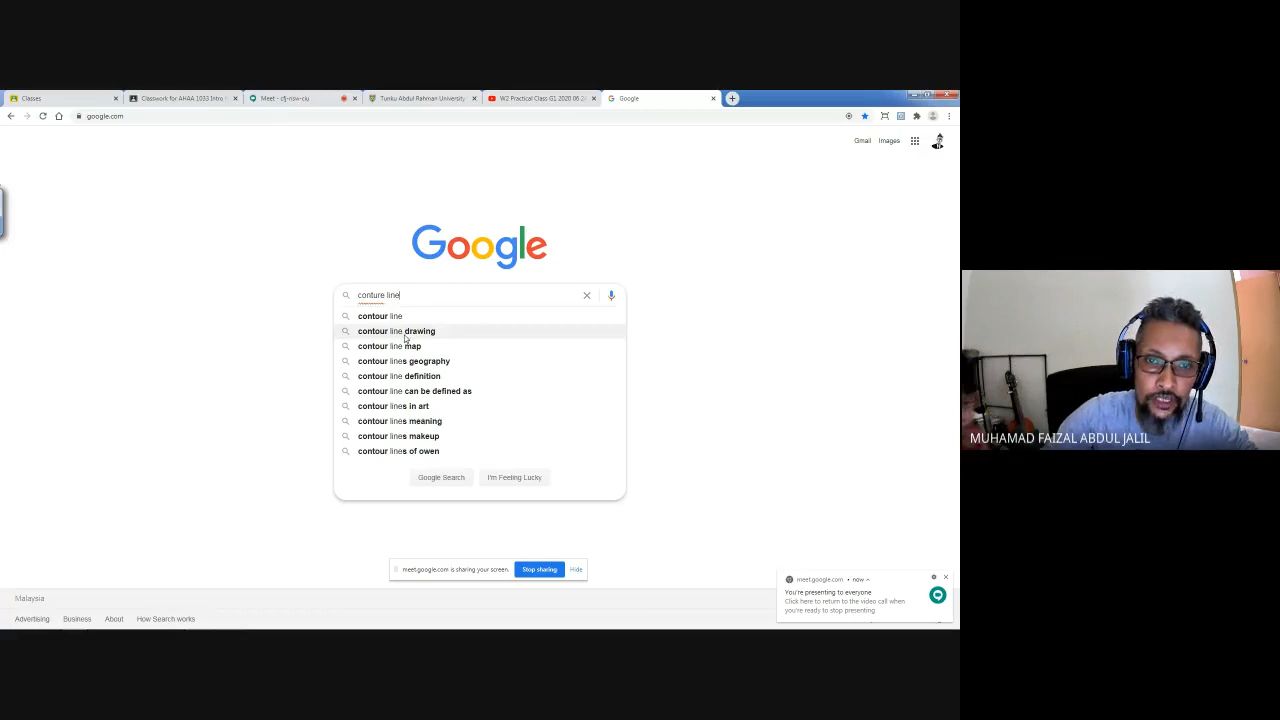 Classes
Classwork for AHAA 1033 Intro
Meet - cfj-nsiw-ciu
Tunku Abdul Rahman University
W2 Practical Class G1 2020 06 2
Google
google.com
Gmail
Images
Google
conture line
contour line
contour line drawing
contour line map
contour lines geography
contour line definition
contour line can be defined as
contour lines in art
contour lines meaning
contour lines makeup
contour lines of owen
Google Search
I'm Feeling Lucky
MUHAMAD FAIZAL ABDUL JALIL
meet.google.com is sharing your screen.
Stop sharing
Hide
meet.google.com • now
You're presenting to everyone
Click here to return to the video call when
you're ready to stop presenting
Malaysia
Advertising
Business
About
How Search works